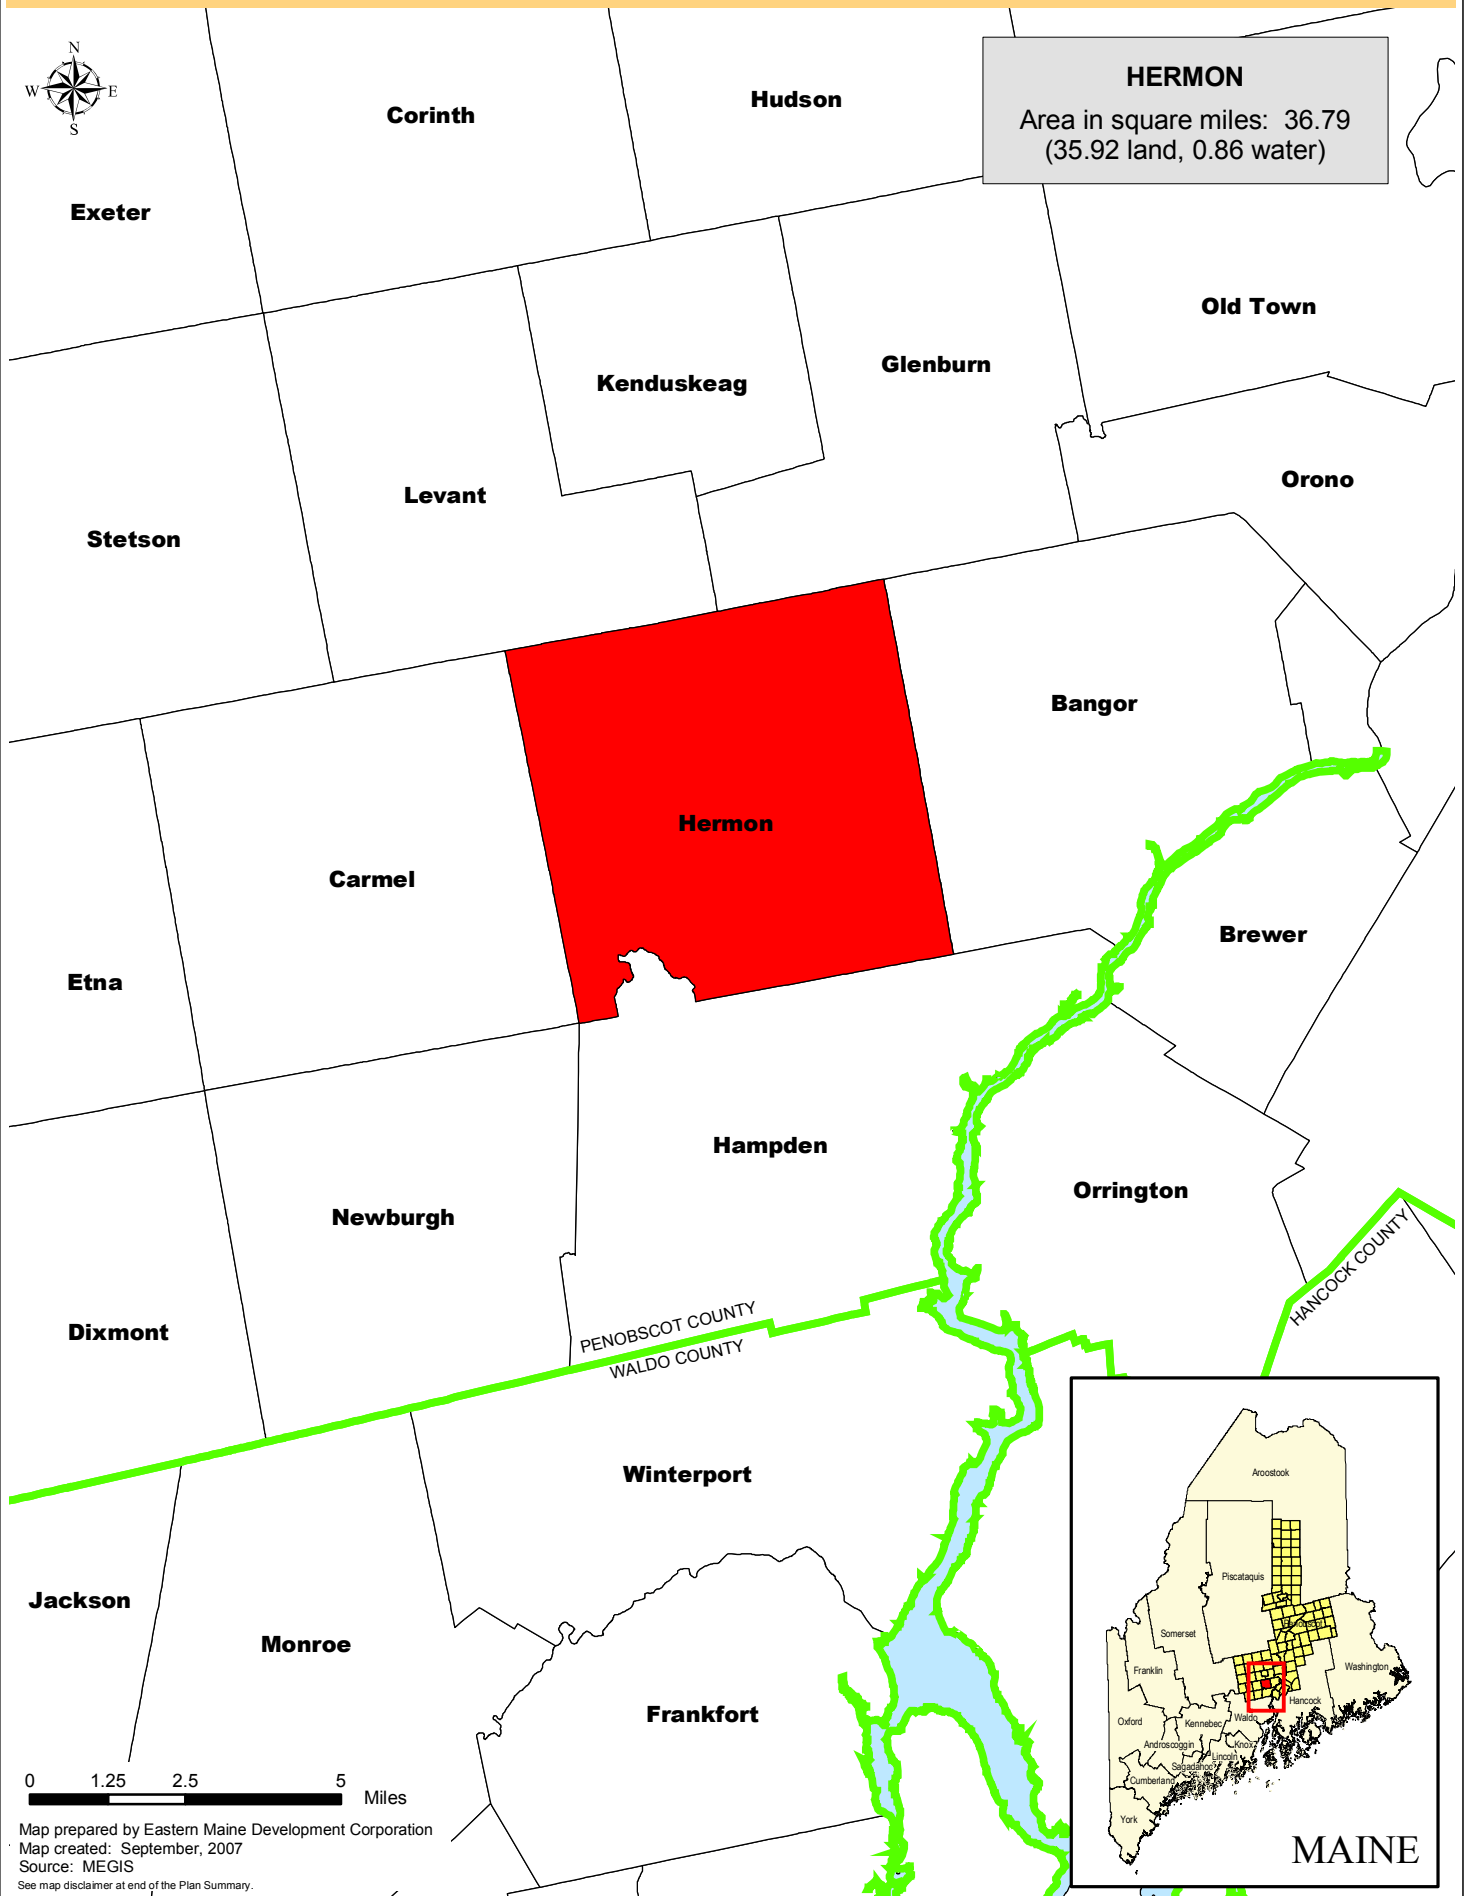 N
W E
S
HERMON
Area in square miles: 36.79
(35.92 land, 0.86 water)
Corinth
Hudson
Exeter
Old Town
Glenburn
Kenduskeag
Orono
Levant
Stetson
Bangor
Hermon
Carmel
Brewer
Etna
Hampden
Orrington
Newburgh
HANCOCK COUNTY
PENOBSCOT COUNTY
WALDO COUNTY
Dixmont
Winterport
Jackson
Monroe
Frankfort
Aroostook
Piscataquis
Penobscot
Somerset
Franklin
Washington
Hancock
Oxford
Kennebec
Waldo
Androscoggin
Knox
Lincoln
Sagadahoc
Cumberland
York
MAINE
0 1.25 2.5 5
Miles
Map prepared by Eastern Maine Development Corporation
Map created: September, 2007
Source: MEGIS
See map disclaimer at end of the Plan Summary.